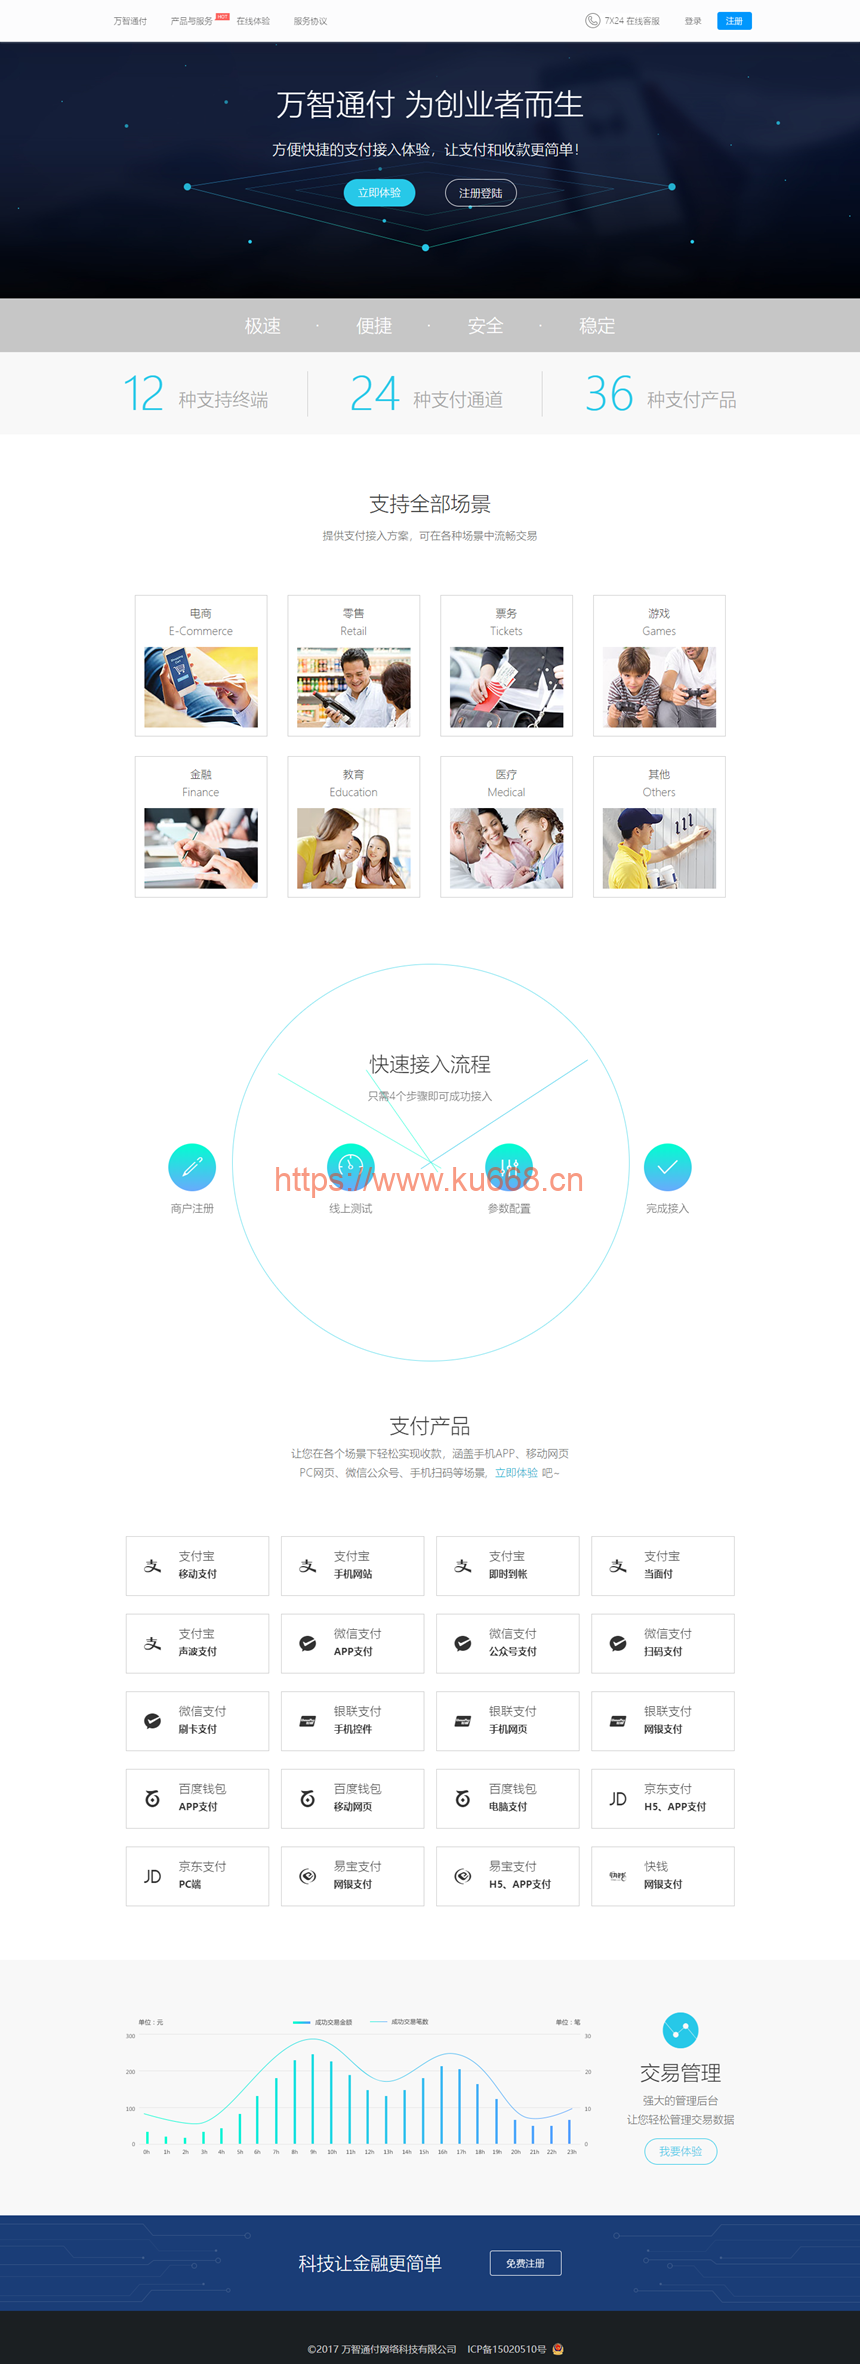 万智通付 产品与服务 HOT 在线体验 服务协议 7X24 在线客服 登录 注册
万智通付 为创业者而生
方便快捷的支付接入体验，让支付和收款更简单！
立即体验 注册登陆
极速 · 便捷 · 安全 · 稳定
12 种支持终端 24 种支付通道 36 种支付产品
支持全部场景
提供支付接入方案，可在各种场景中流畅交易
电商 零售 票务 游戏
E-Commerce Retail Tickets Games
金融 教育 医疗 其他
Finance Education Medical Others
快速接入流程
只需4个步骤即可成功接入
https://www.ku668.cn
商户注册 线上测试 参数配置 完成接入
支付产品
让您在各个场景下轻松实现收款，涵盖手机APP、移动网页
PC网页、微信公众号、手机扫码等场景，立即体验 吧~
支付宝 支付宝 支付宝 支付宝
移动支付 手机网站 即时到帐 当面付
支付宝 微信支付 微信支付 微信支付
声波支付 APP支付 公众号支付 扫码支付
微信支付 银联支付 银联支付 银联支付
刷卡支付 手机控件 手机网页 网银支付
百度钱包 百度钱包 百度钱包 京东支付
APP支付 移动网页 电脑支付 JD H5、APP支付
京东支付 易宝支付 易宝支付 快钱
JD PC端 网银支付 H5、APP支付 快钱 网银支付
单位：元 成功交易金额 成功交易笔数 单位：笔
300 30
200 20
100 10
0 0
0h 1h 2h 3h 4h 5h 6h 7h 8h 9h 10h 11h 12h 13h 14h 15h 16h 17h 18h 19h 20h 21h 22h 23h
交易管理
强大的管理后台
让您轻松管理交易数据
我要体验
科技让金融更简单 免费注册
©2017 万智通付网络科技有限公司 ICP备15020510号